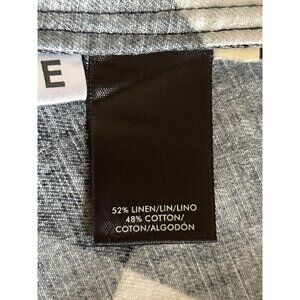 E
52% LINEN/LIN/LINO
48% COTTON/
COTON/ALGODÓN